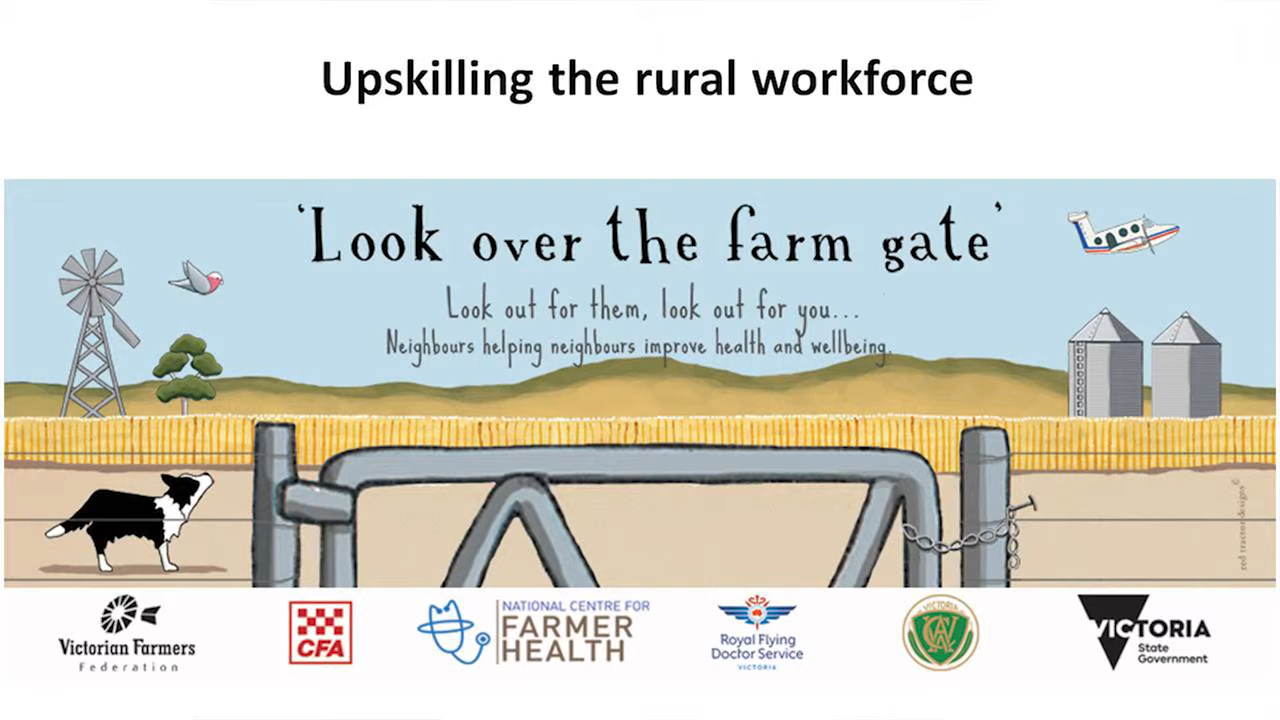 Upskilling the rural workforce
'Look over the farm gate'
Look out for them, look out for you...
Neighbours helping neighbours improve health and wellbeing.
red tractor designs©
Victorian Farmers
Federation
CFA
NATIONAL CENTRE FOR
FARMER
HEALTH
Royal Flying
Doctor Service
VICTORIA
VICTORIA
CWA
VICTORIA
State
Government